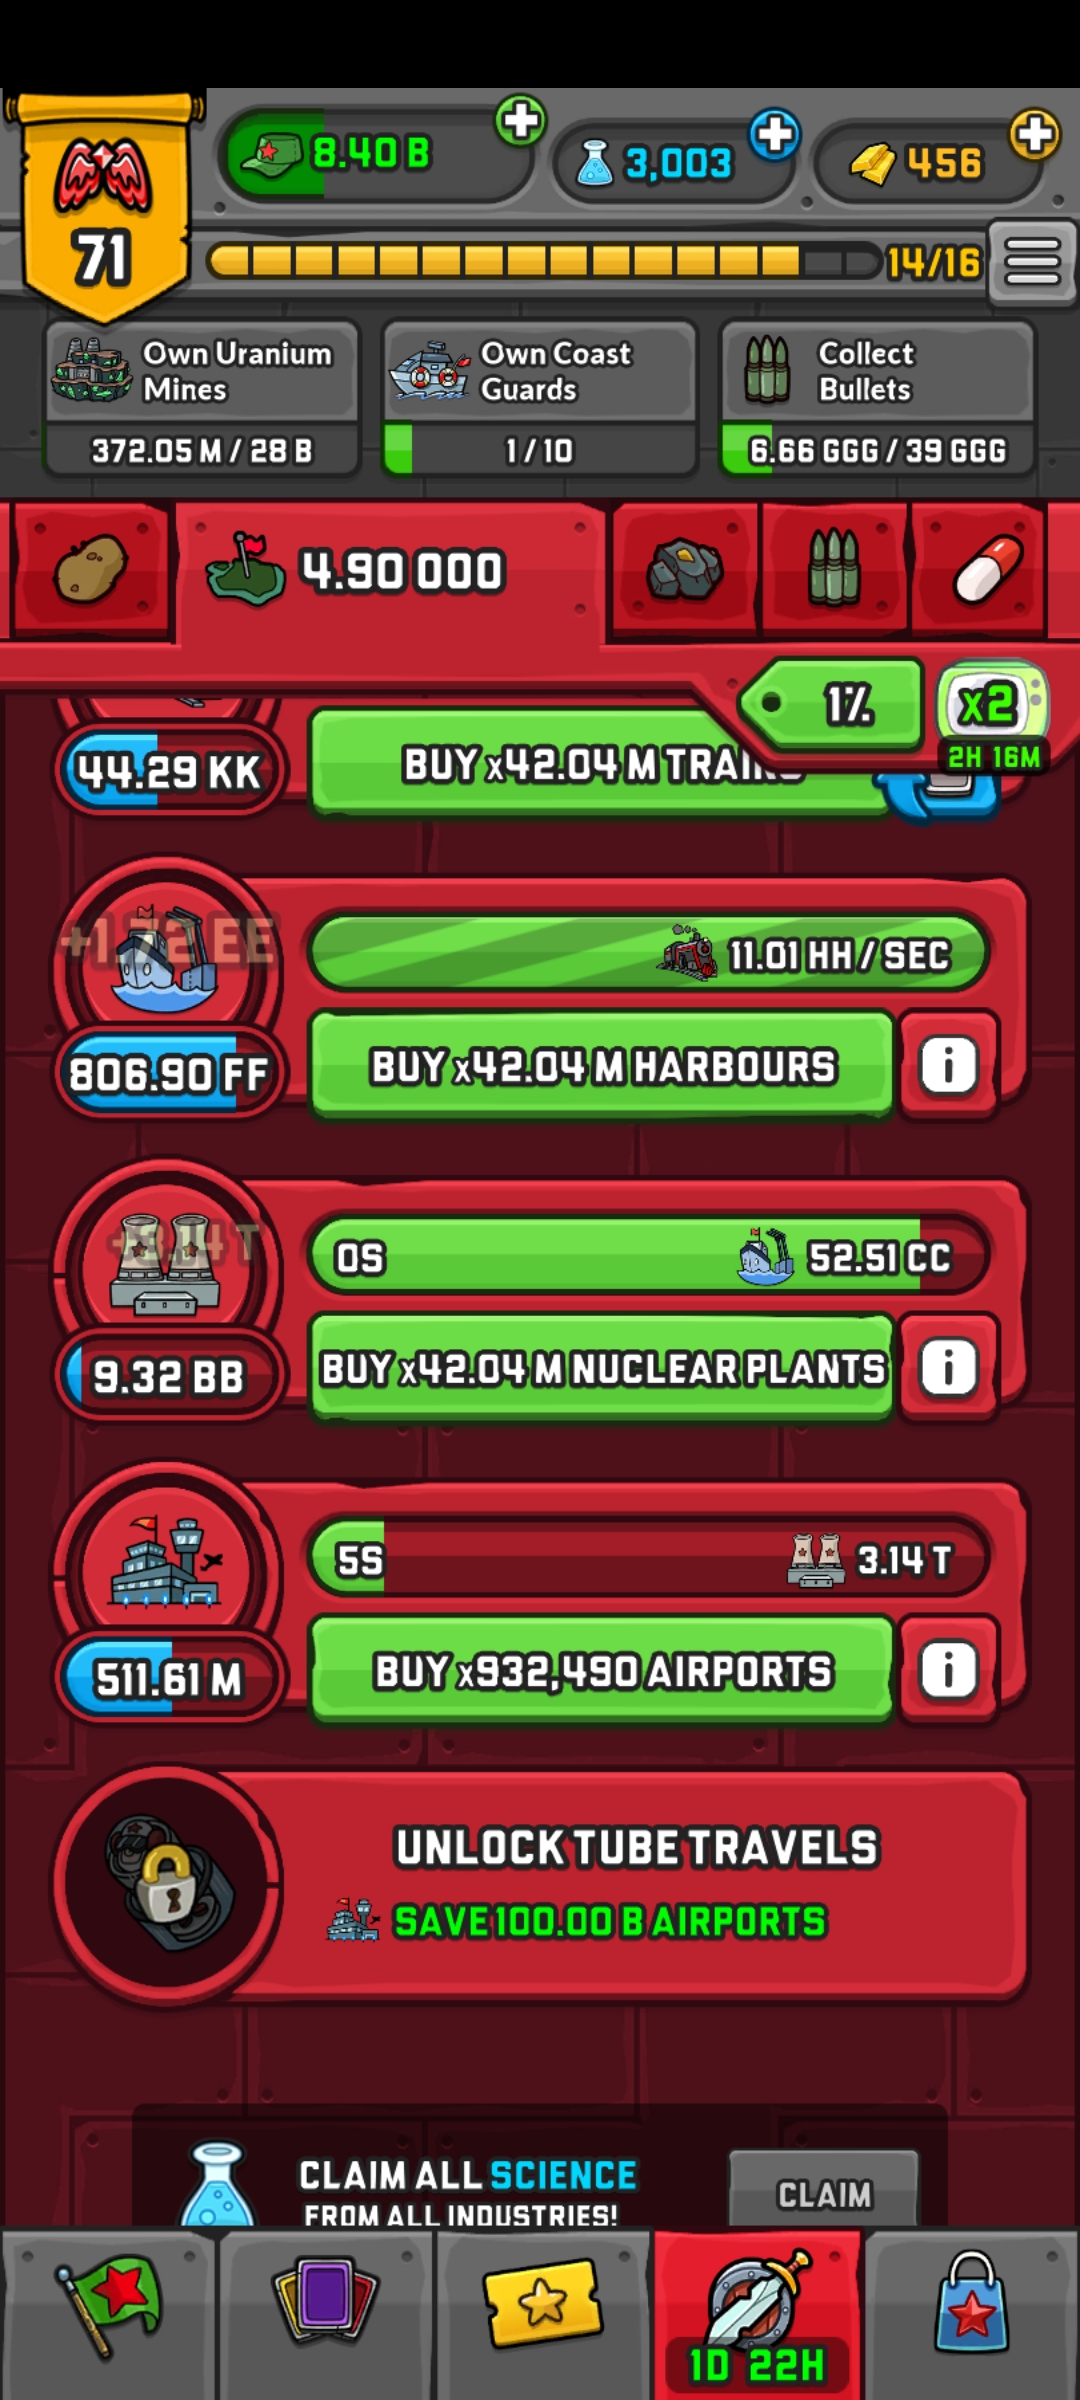 71
8.40 B
3,003
456
14/16
Own Uranium
Mines
372.05 M / 28 B
Own Coast
Guards
1 / 10
Collect
Bullets
6.66 GGG / 39 GGG
4.90 000
1%
x2
2H 16M
44.29 KK
BUY x42.04 M TRAINS
+1.72 EE
11.01 HH / SEC
806.90 FF
BUY x42.04 M HARBOURS
i
+3.14 T
0S
52.51 CC
9.32 BB
BUY x42.04 M NUCLEAR PLANTS
i
5S
3.14 T
511.61 M
BUY x932,490 AIRPORTS
i
UNLOCK TUBE TRAVELS
SAVE 100.00 B AIRPORTS
CLAIM ALL SCIENCE
FROM ALL INDUSTRIES!
CLAIM
1D 22H